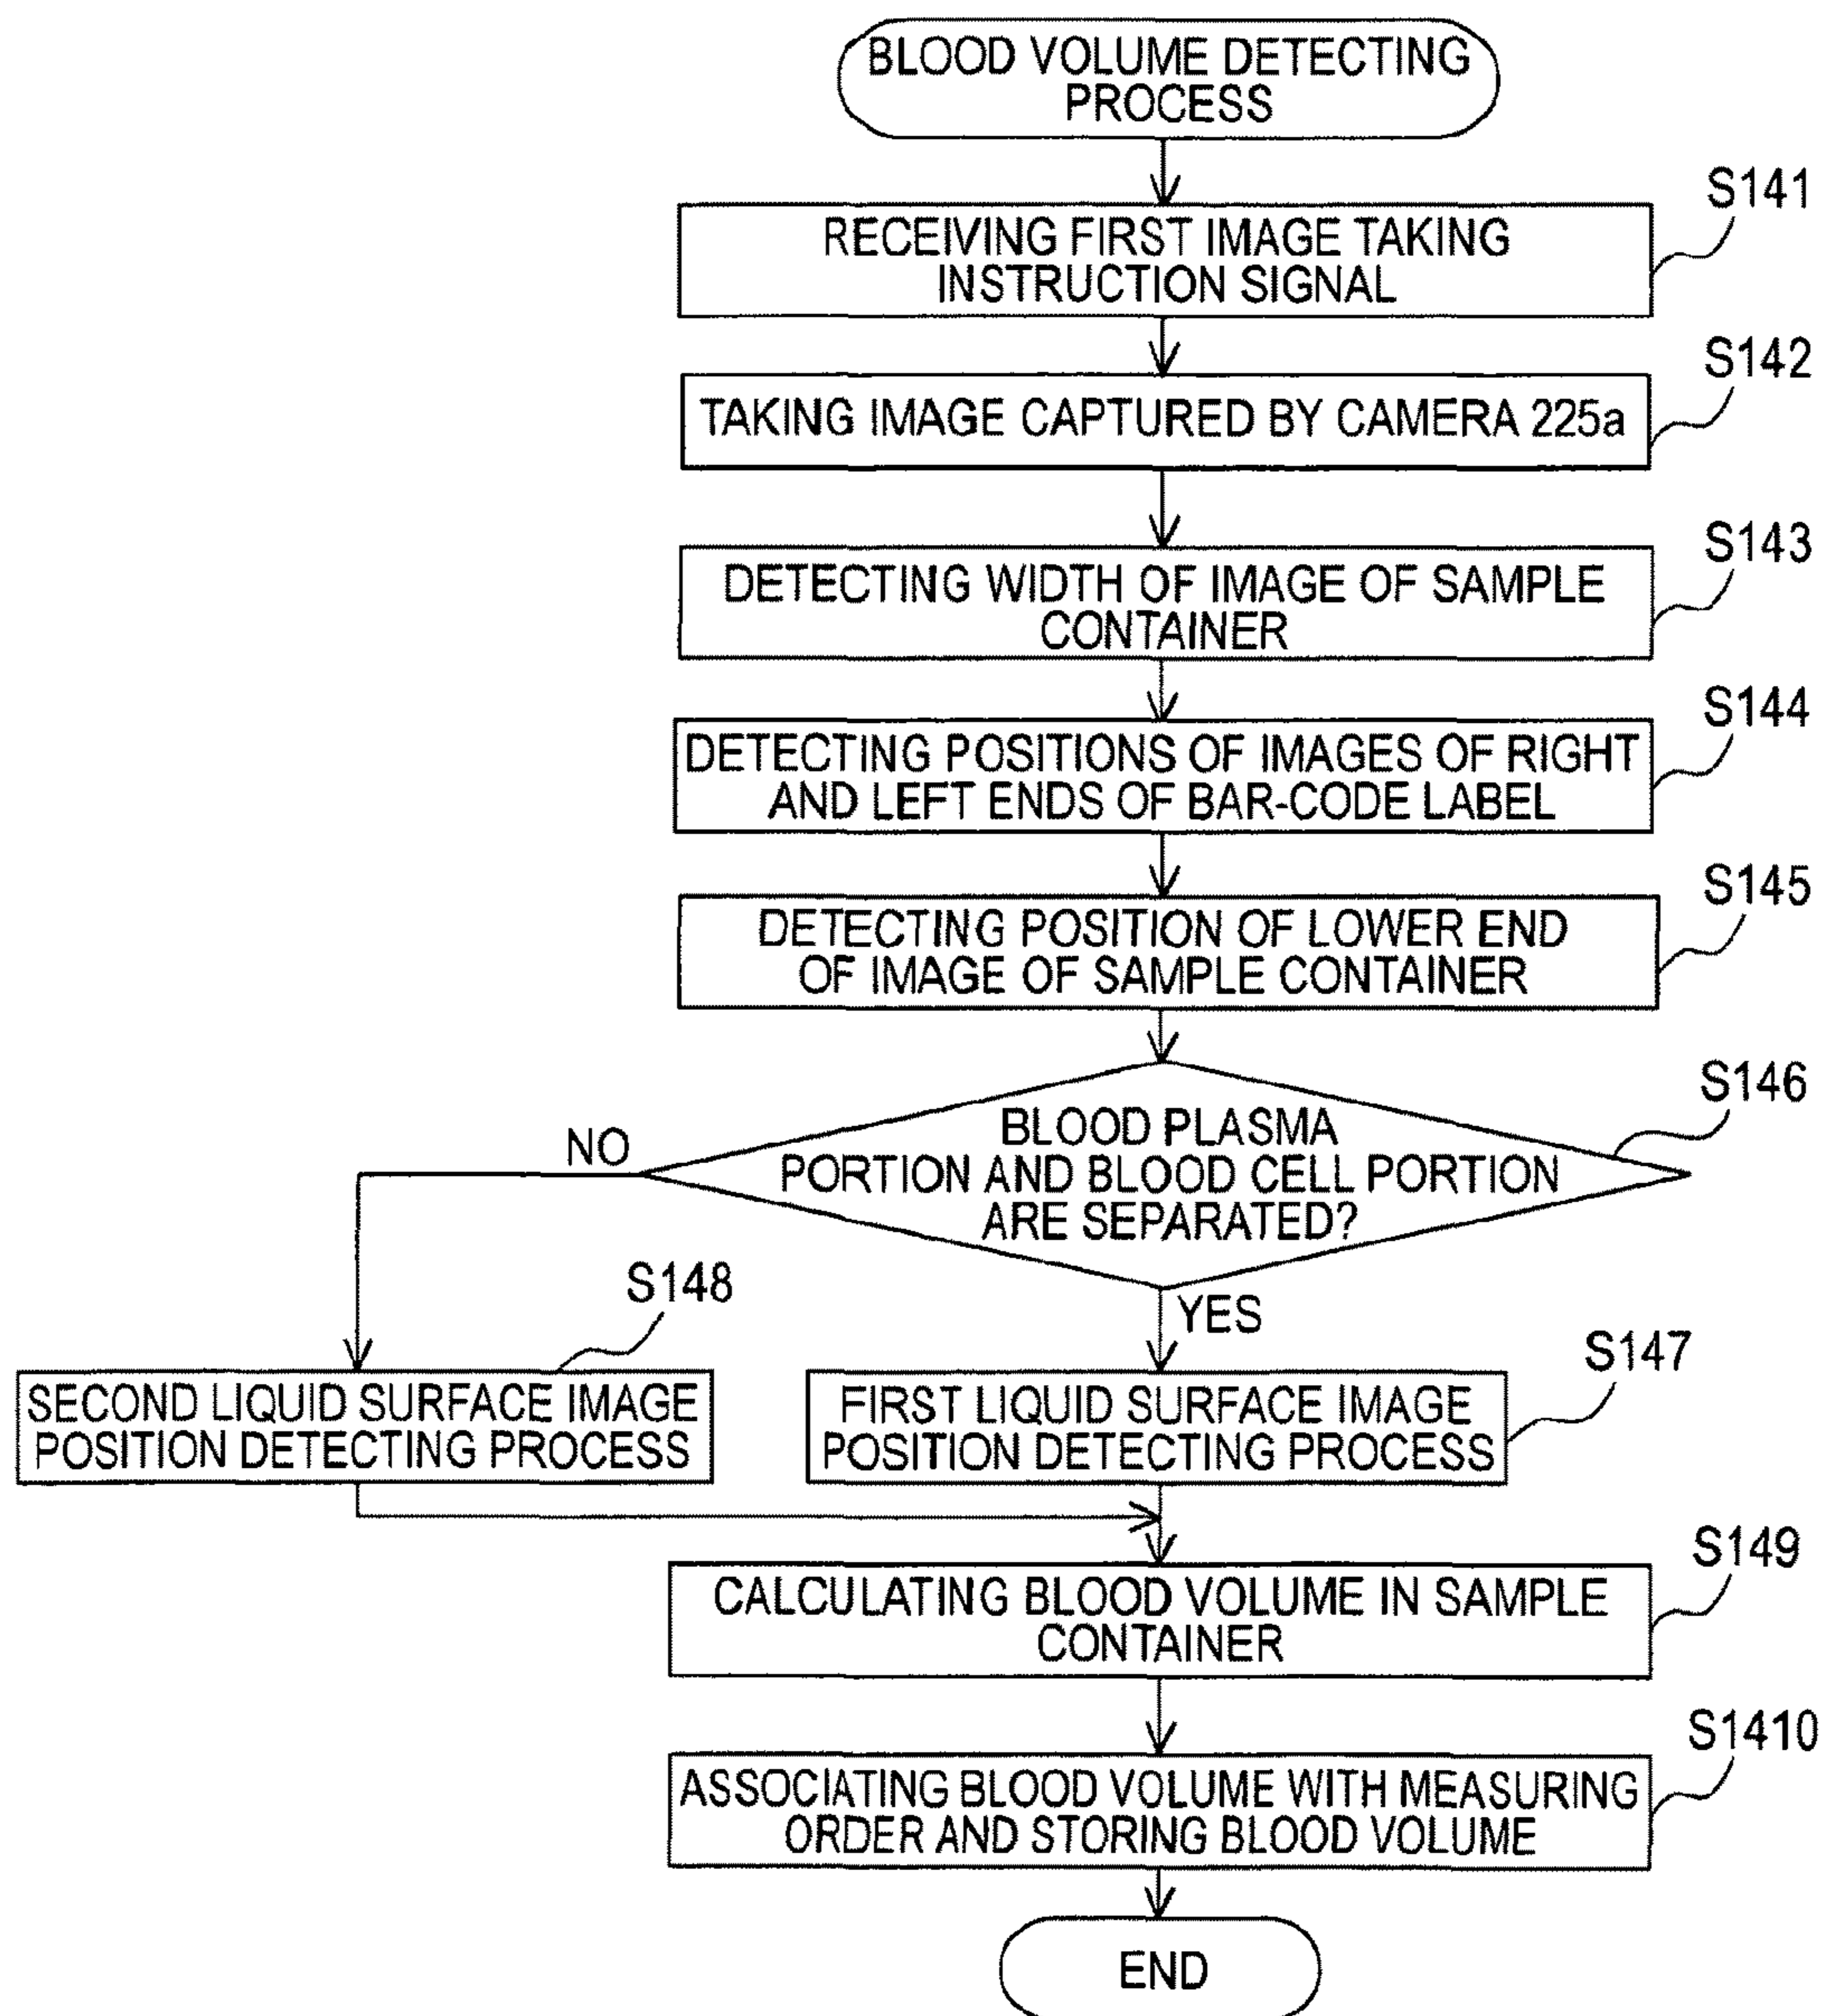 BLOOD VOLUME DETECTING
PROCESS
S141
RECEIVING FIRST IMAGE TAKING
INSTRUCTION SIGNAL
S142
TAKING IMAGE CAPTURED BY CAMERA 225a
S143
DETECTING WIDTH OF IMAGE OF SAMPLE
CONTAINER
S144
DETECTING POSITIONS OF IMAGES OF RIGHT
AND LEFT ENDS OF BAR-CODE LABEL
S145
DETECTING POSITION OF LOWER END
OF IMAGE OF SAMPLE CONTAINER
S146
BLOOD PLASMA
PORTION AND BLOOD CELL PORTION
ARE SEPARATED?
NO
YES
S148
SECOND LIQUID SURFACE IMAGE
POSITION DETECTING PROCESS
S147
FIRST LIQUID SURFACE IMAGE
POSITION DETECTING PROCESS
S149
CALCULATING BLOOD VOLUME IN SAMPLE
CONTAINER
S1410
ASSOCIATING BLOOD VOLUME WITH MEASURING
ORDER AND STORING BLOOD VOLUME
END